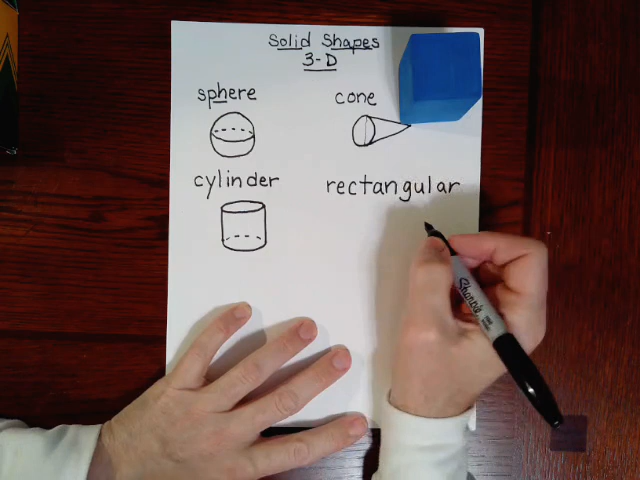 Solid Shapes
3-D
sphere
cone
cylinder
rectangular
Sharpie